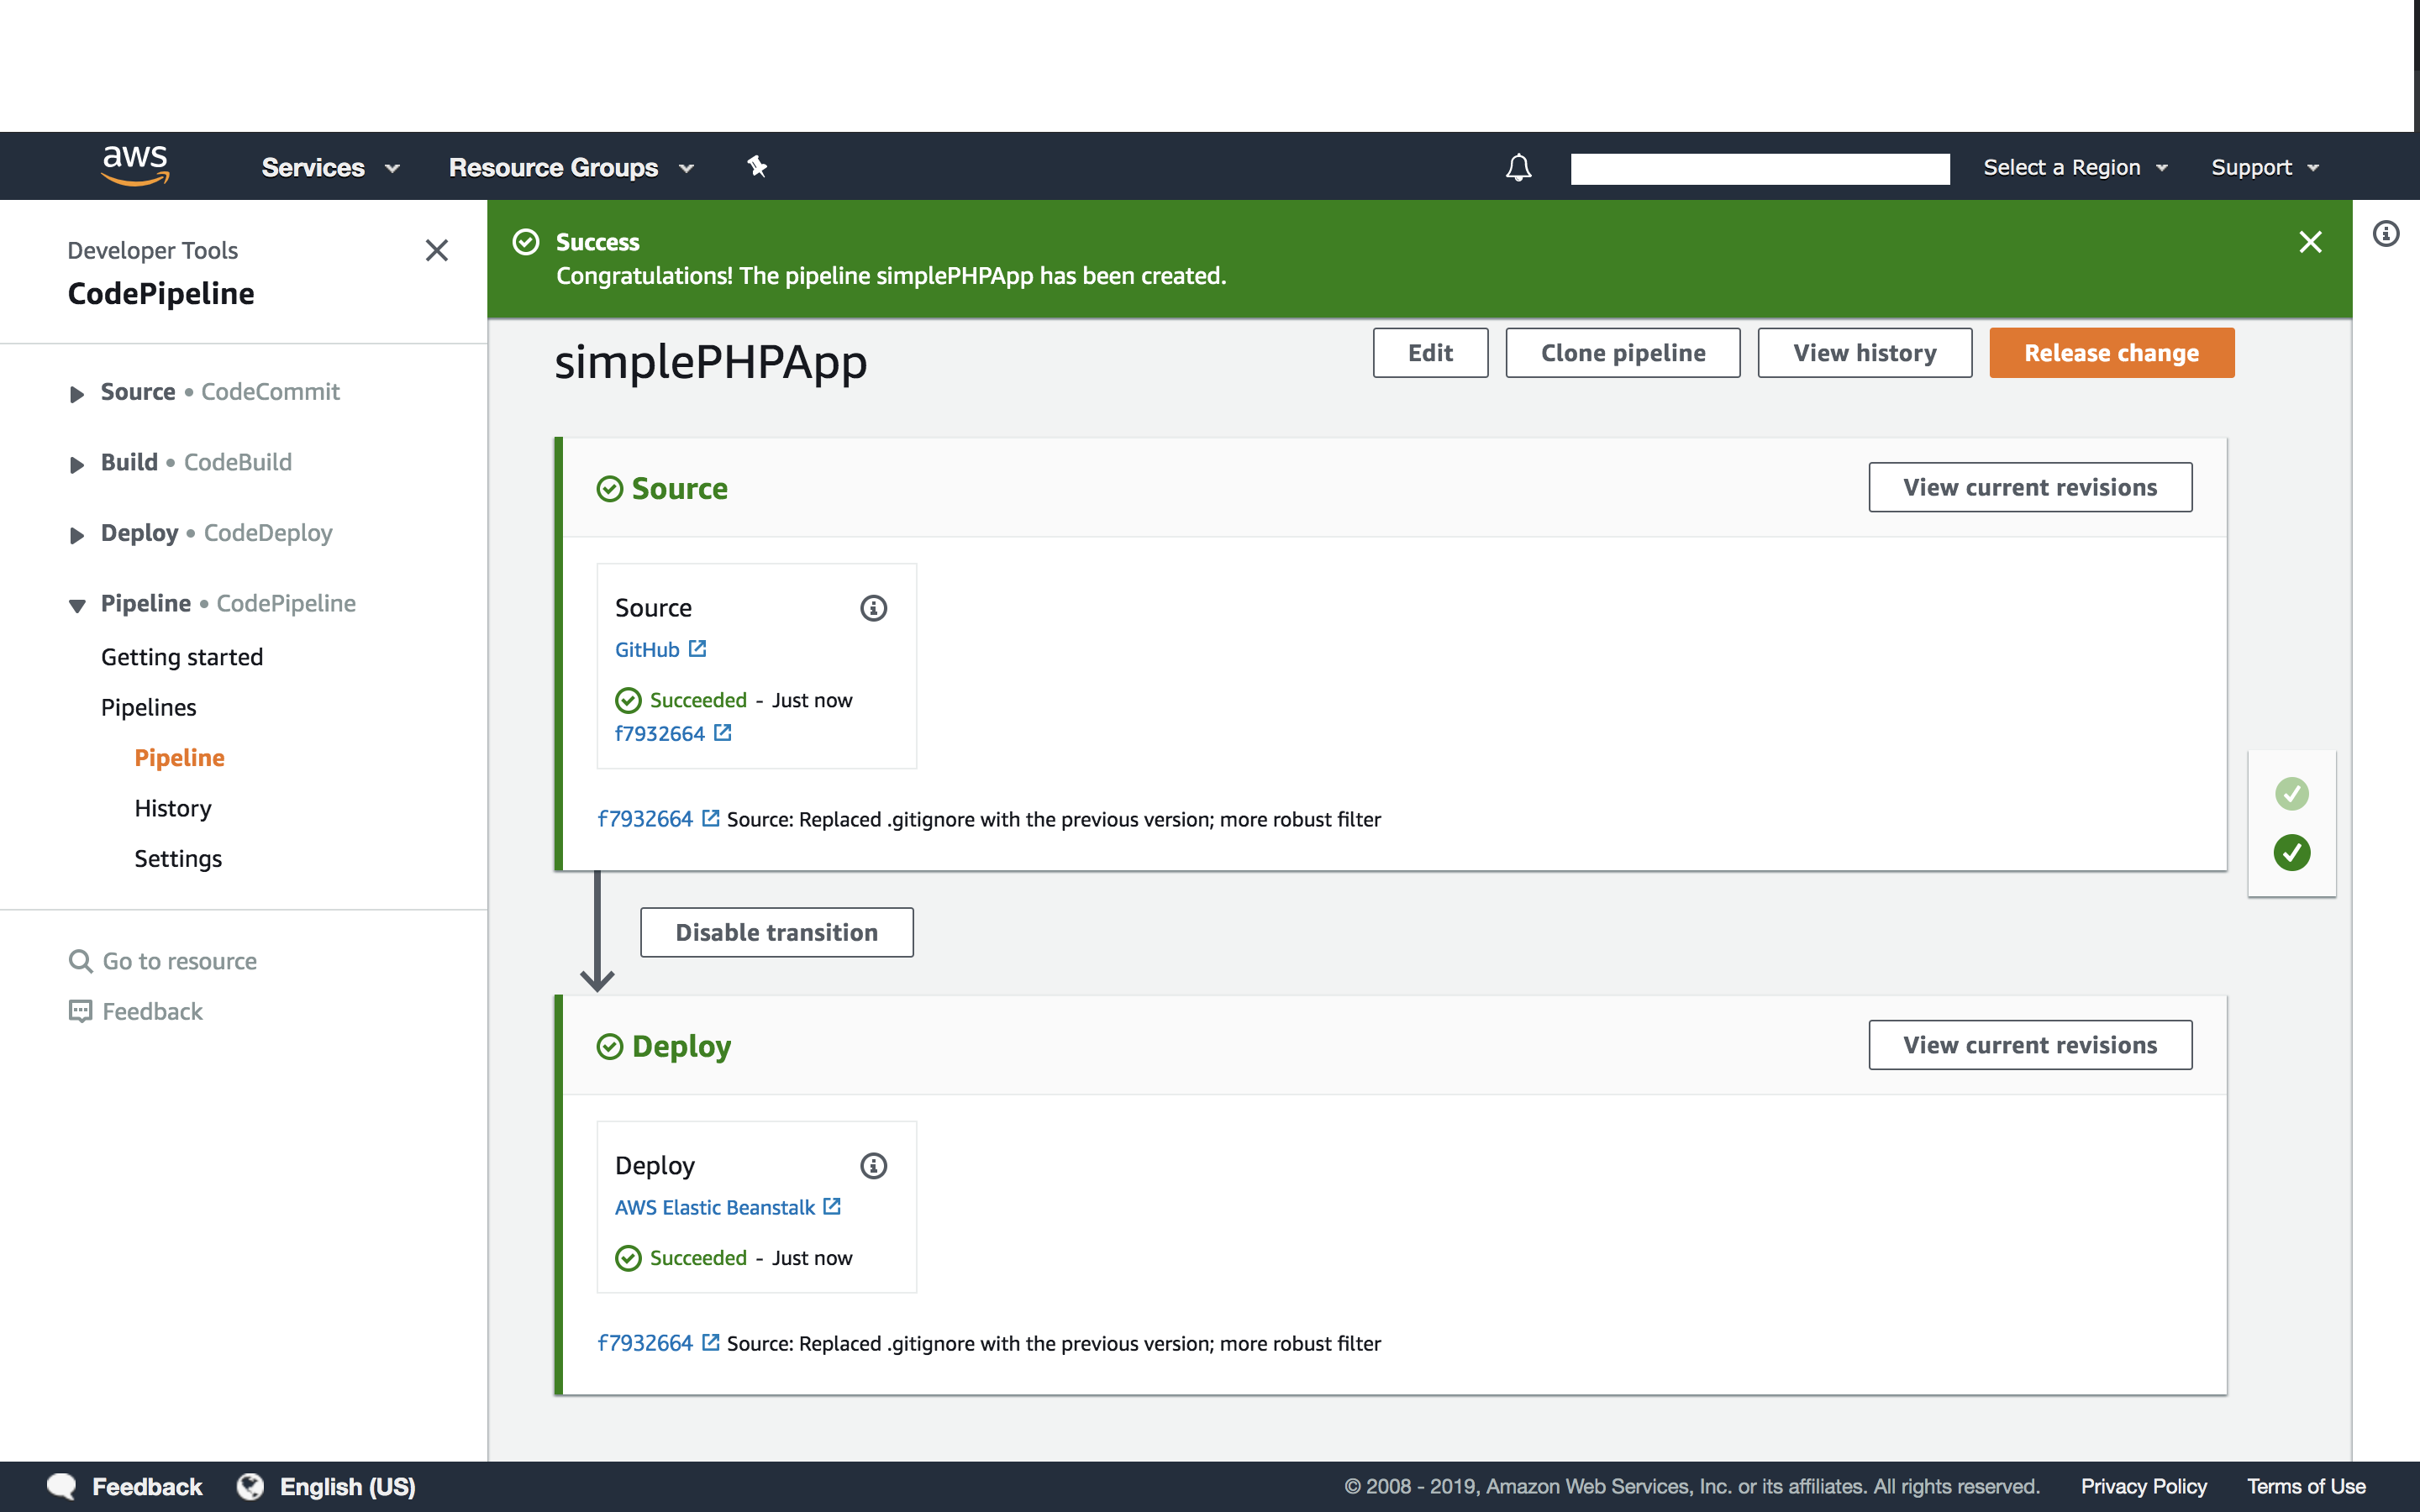 aws Services Resource Groups Select a Region Support
Developer Tools
CodePipeline
Source • CodeCommit
Build • CodeBuild
Deploy • CodeDeploy
Pipeline • CodePipeline
Getting started
Pipelines
Pipeline
History
Settings
Go to resource
Feedback
Success
Congratulations! The pipeline simplePHPApp has been created.
simplePHPApp
Edit Clone pipeline View history Release change
Source View current revisions
Source
GitHub
Succeeded - Just now
f7932664
f7932664 Source: Replaced .gitignore with the previous version; more robust filter
Disable transition
Deploy View current revisions
Deploy
AWS Elastic Beanstalk
Succeeded - Just now
f7932664 Source: Replaced .gitignore with the previous version; more robust filter
Feedback English (US) © 2008 - 2019, Amazon Web Services, Inc. or its affiliates. All rights reserved. Privacy Policy Terms of Use